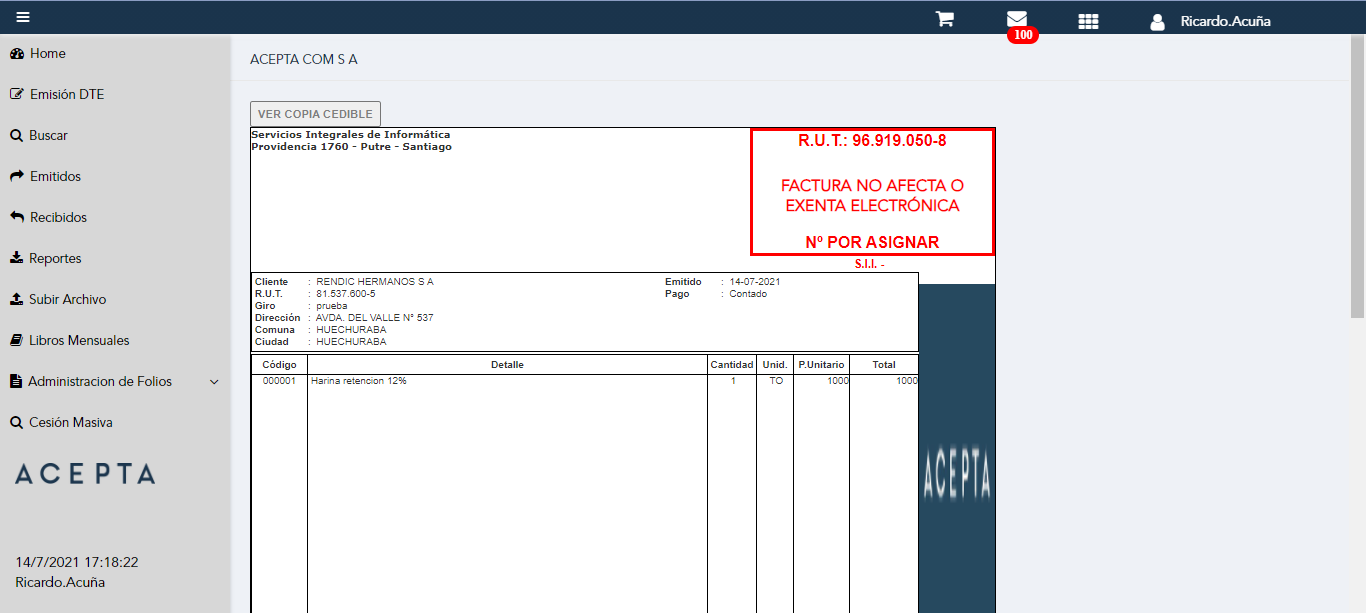 Ricardo.Acuña
100
Home
Emisión DTE
Buscar
Emitidos
Recibidos
Reportes
Subir Archivo
Libros Mensuales
Administracion de Folios
Cesión Masiva
ACEPTA
14/7/2021 17:18:22
Ricardo.Acuña
ACEPTA COM S A
VER COPIA CEDIBLE
Servicios Integrales de Informática
Providencia 1760 - Putre - Santiago
R.U.T.: 96.919.050-8
FACTURA NO AFECTA O
EXENTA ELECTRÓNICA
Nº POR ASIGNAR
S.I.I. -
Cliente : RENDIC HERMANOS S A Emitido : 14-07-2021
R.U.T. : 81.537.600-5 Pago : Contado
Giro : prueba
Dirección : AVDA. DEL VALLE N° 537
Comuna : HUECHURABA
Ciudad : HUECHURABA
Código Detalle Cantidad Unid. P.Unitario Total
000001 Harina retencion 12% 1 TO 1000 1000
ACEPTA